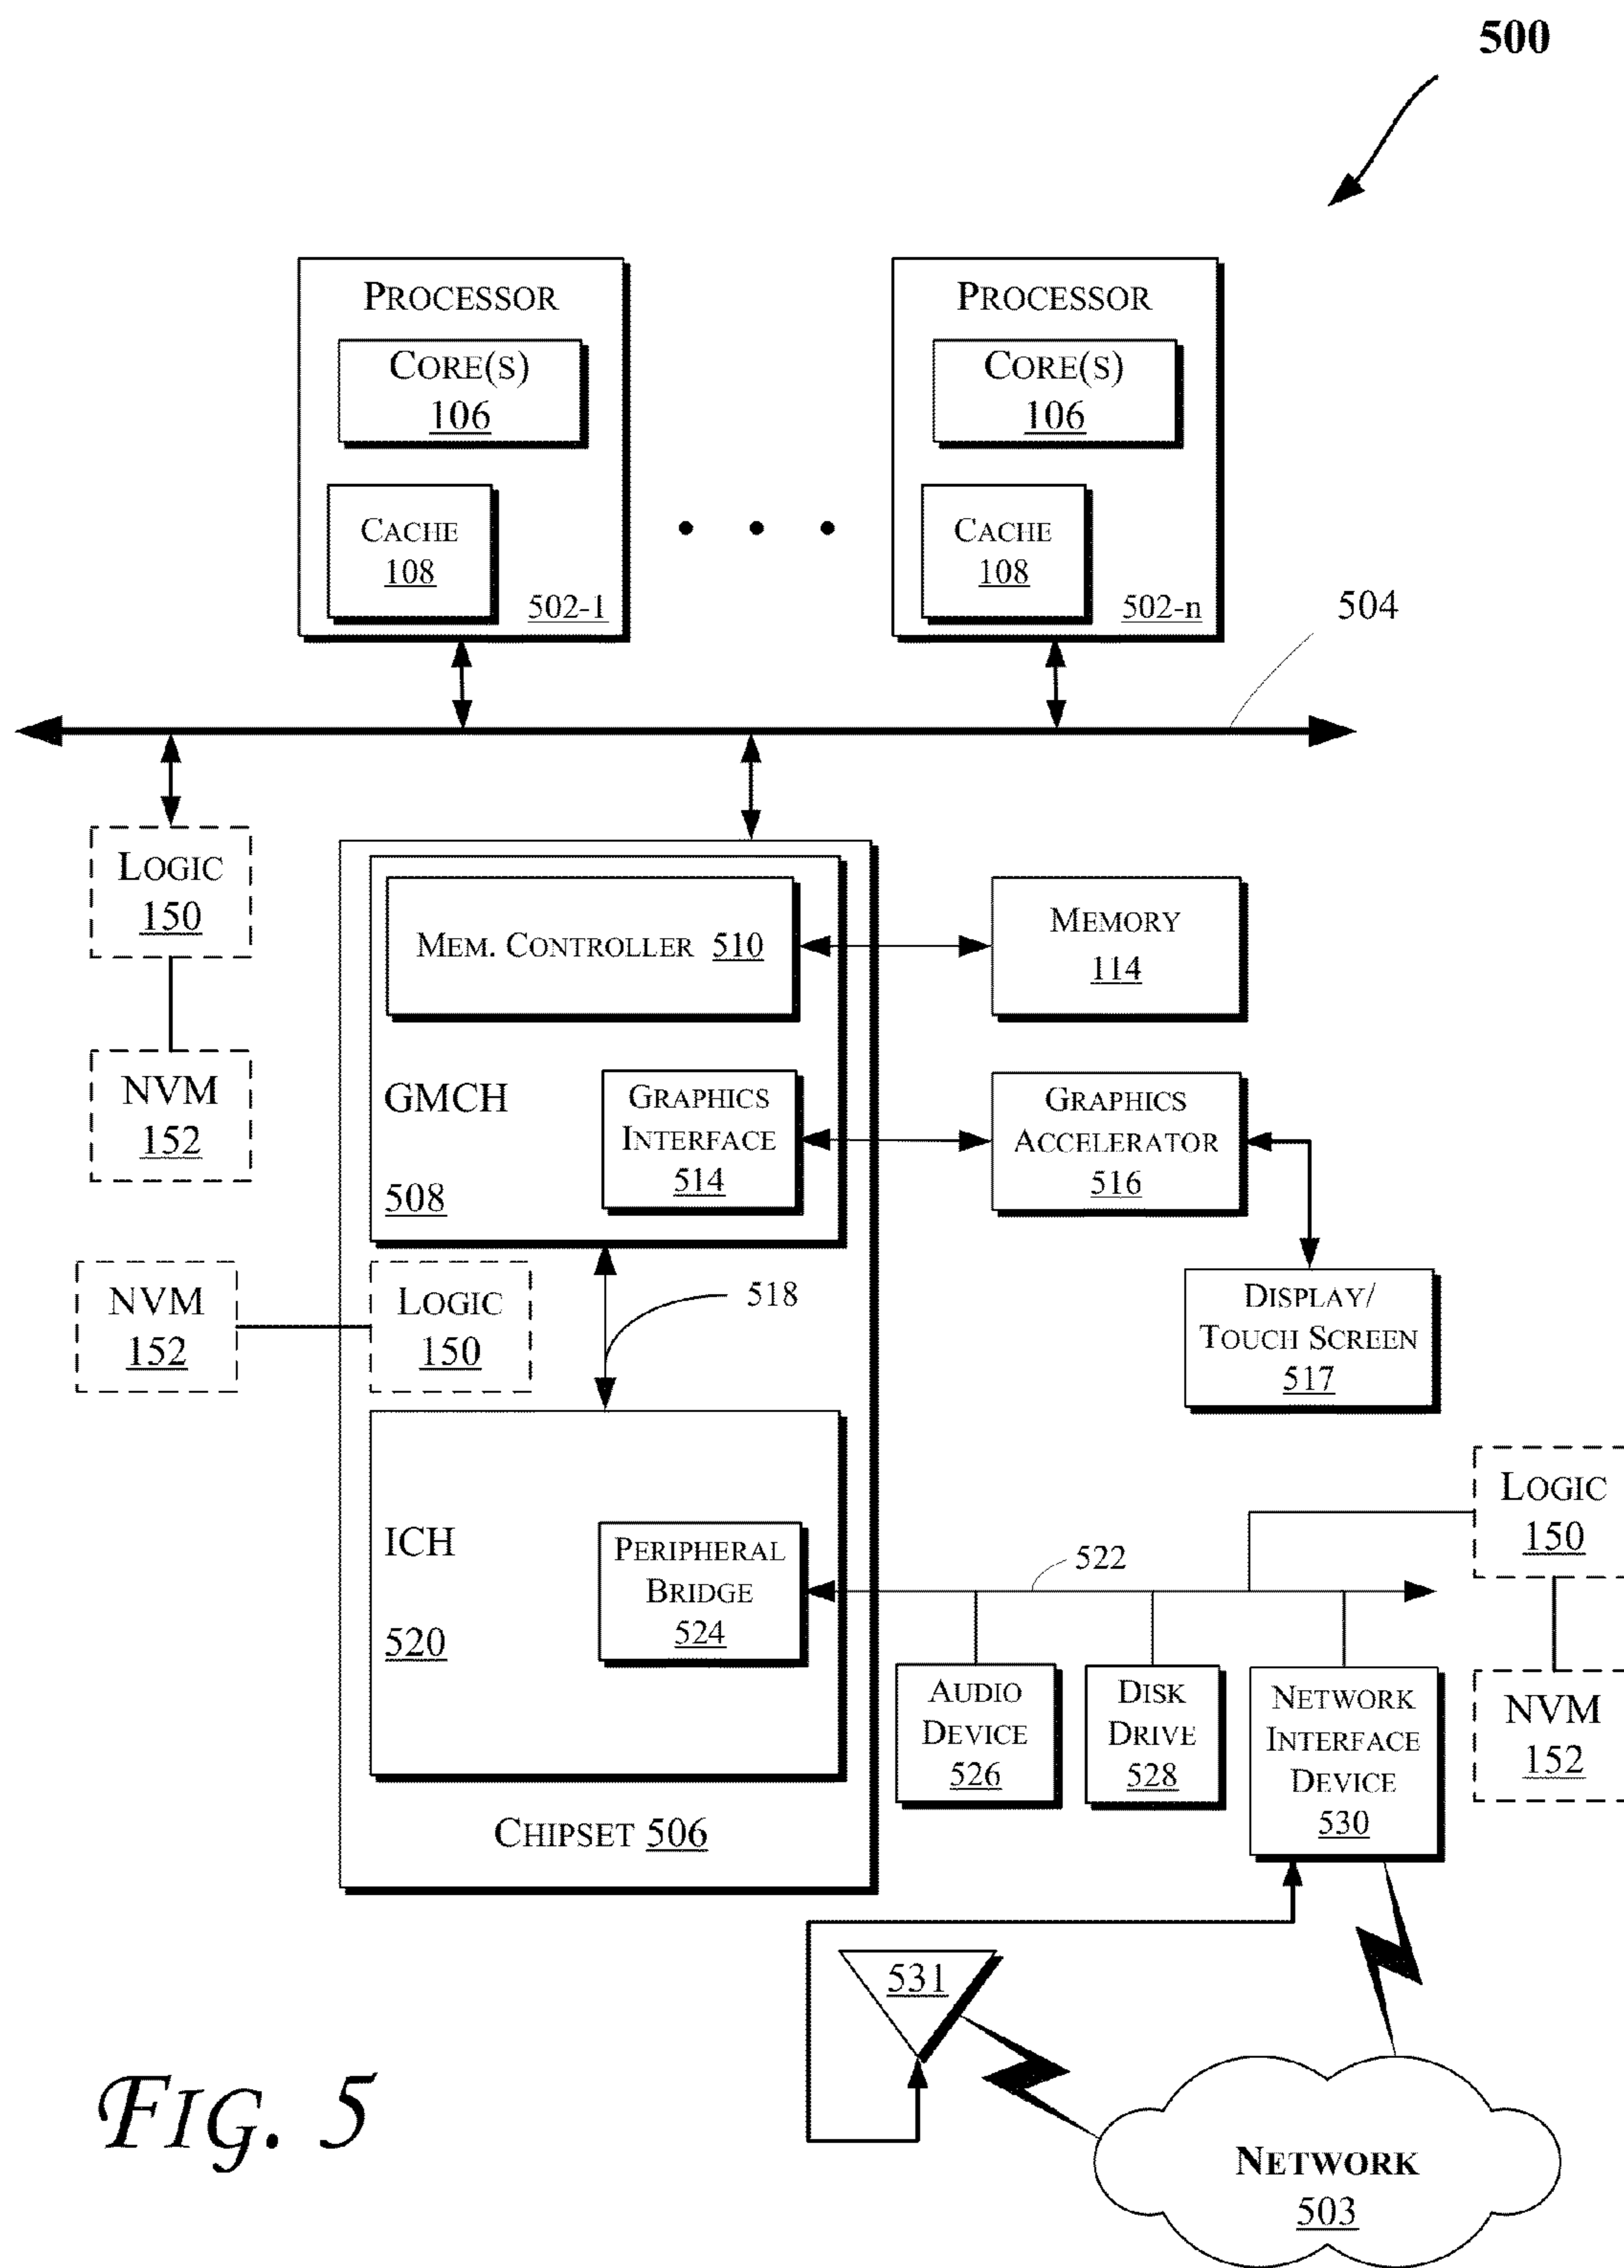 500
PROCESSOR
CORE(S)
106
CACHE
108
502-1
PROCESSOR
CORE(S)
106
CACHE
108
502-n
504
LOGIC
150
NVM
152
MEM. CONTROLLER 510
GMCH
508
GRAPHICS
INTERFACE
514
MEMORY
114
GRAPHICS
ACCELERATOR
516
DISPLAY/
TOUCH SCREEN
517
NVM
152
LOGIC
150
518
ICH
520
PERIPHERAL
BRIDGE
524
CHIPSET 506
522
LOGIC
150
NVM
152
AUDIO
DEVICE
526
DISK
DRIVE
528
NETWORK
INTERFACE
DEVICE
530
531
NETWORK
503
FIG. 5